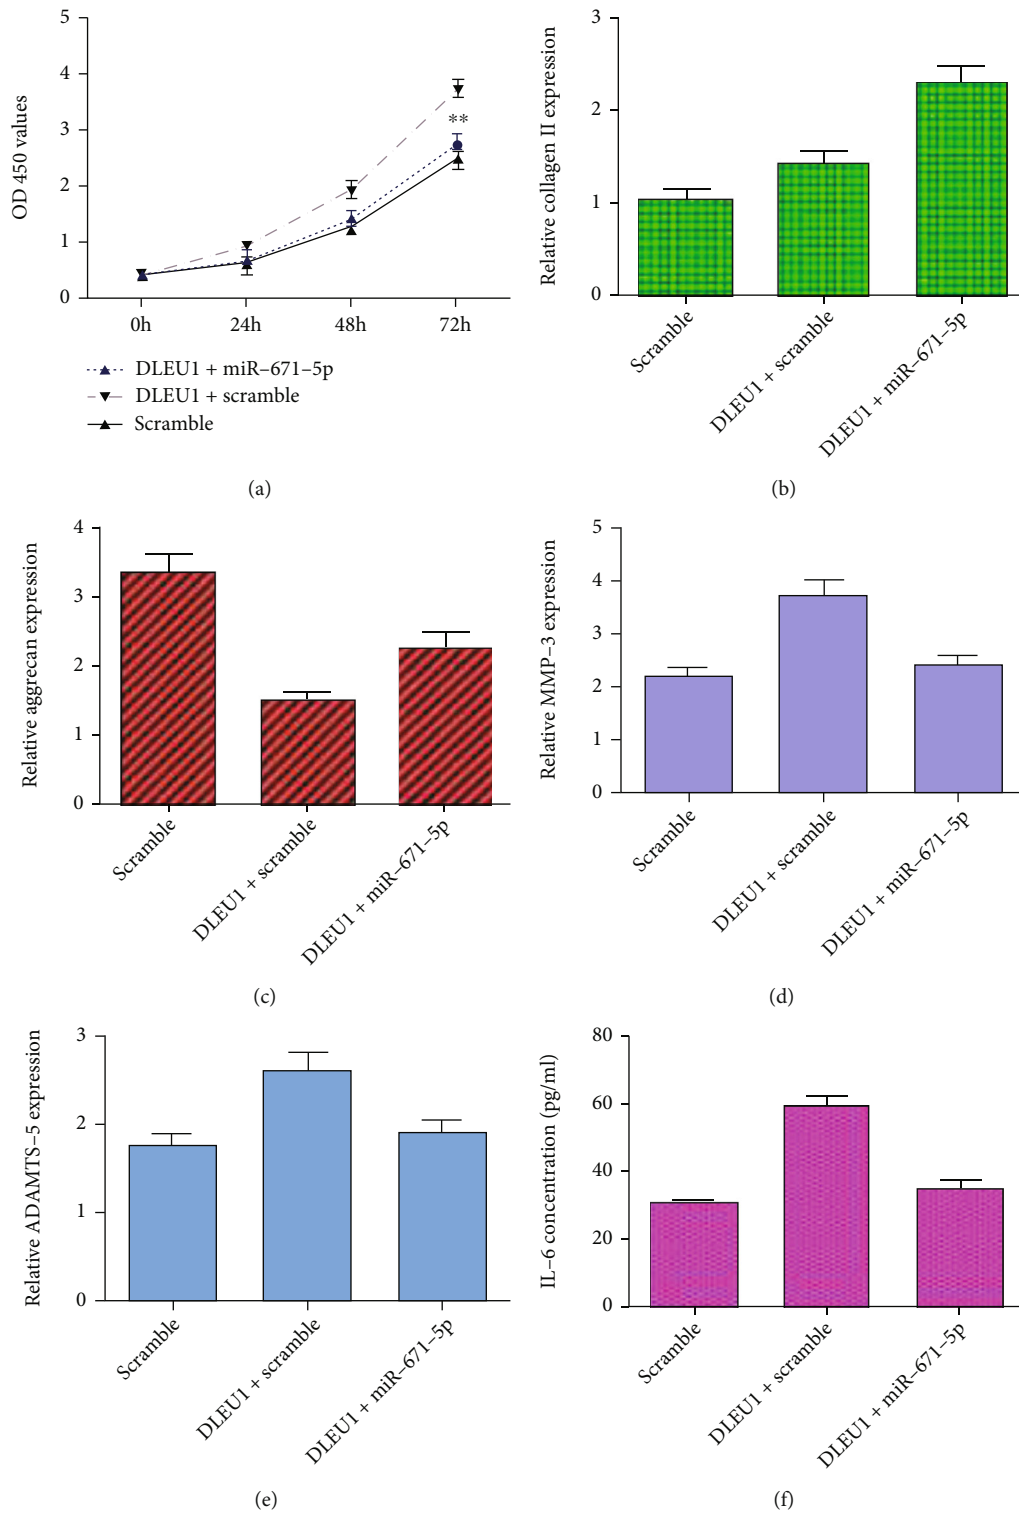 OD 450 values
5
4
3
2
1
0
**
0h 24h 48h 72h
DLEU1 + miR–671–5p
DLEU1 + scramble
Scramble
(a)
Relative collagen II expression
3
2
1
0
Scramble
DLEU1 + scramble
DLEU1 + miR–671–5p
(b)
Relative aggrecan expression
4
3
2
1
0
Scramble
DLEU1 + scramble
DLEU1 + miR–671–5p
(c)
Relative MMP–3 expression
5
4
3
2
1
0
Scramble
DLEU1 + scramble
DLEU1 + miR–671–5p
(d)
Relative ADAMTS–5 expression
3
2
1
0
Scramble
DLEU1 + scramble
DLEU1 + miR–671–5p
(e)
IL–6 concentration (pg/ml)
80
60
40
20
0
Scramble
DLEU1 + scramble
DLEU1 + miR–671–5p
(f)